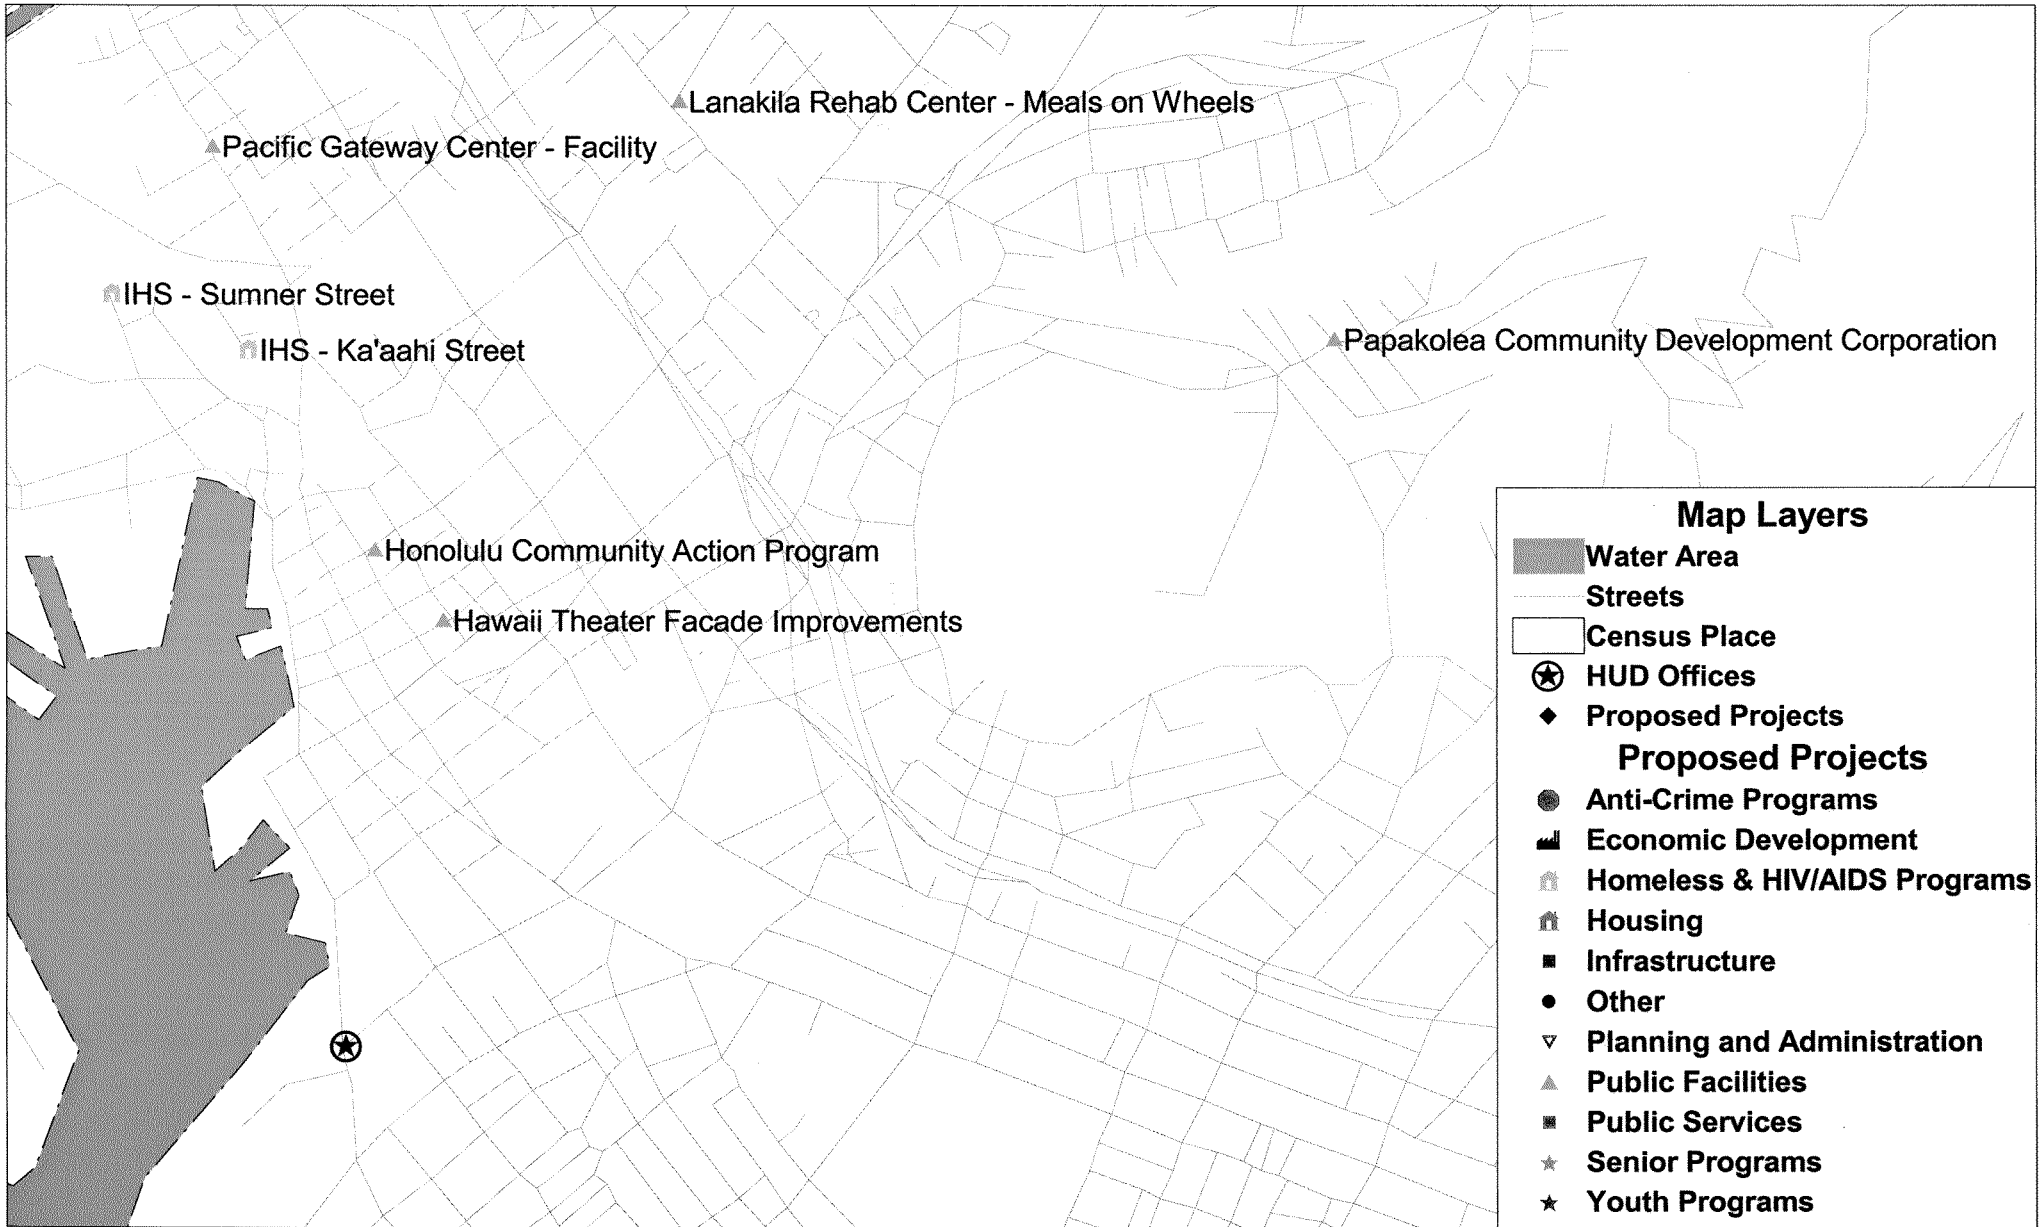 Lanakila Rehab Center - Meals on Wheels
Pacific Gateway Center - Facility
IHS - Sumner Street
Papakolea Community Development Corporation
IHS - Ka'aahi Street
Honolulu Community Action Program
Hawaii Theater Facade Improvements
Map Layers
Water Area
Streets
Census Place
HUD Offices
Proposed Projects
Proposed Projects
Anti-Crime Programs
Economic Development
Homeless & HIV/AIDS Programs
Housing
Infrastructure
Other
Planning and Administration
Public Facilities
Public Services
Senior Programs
Youth Programs